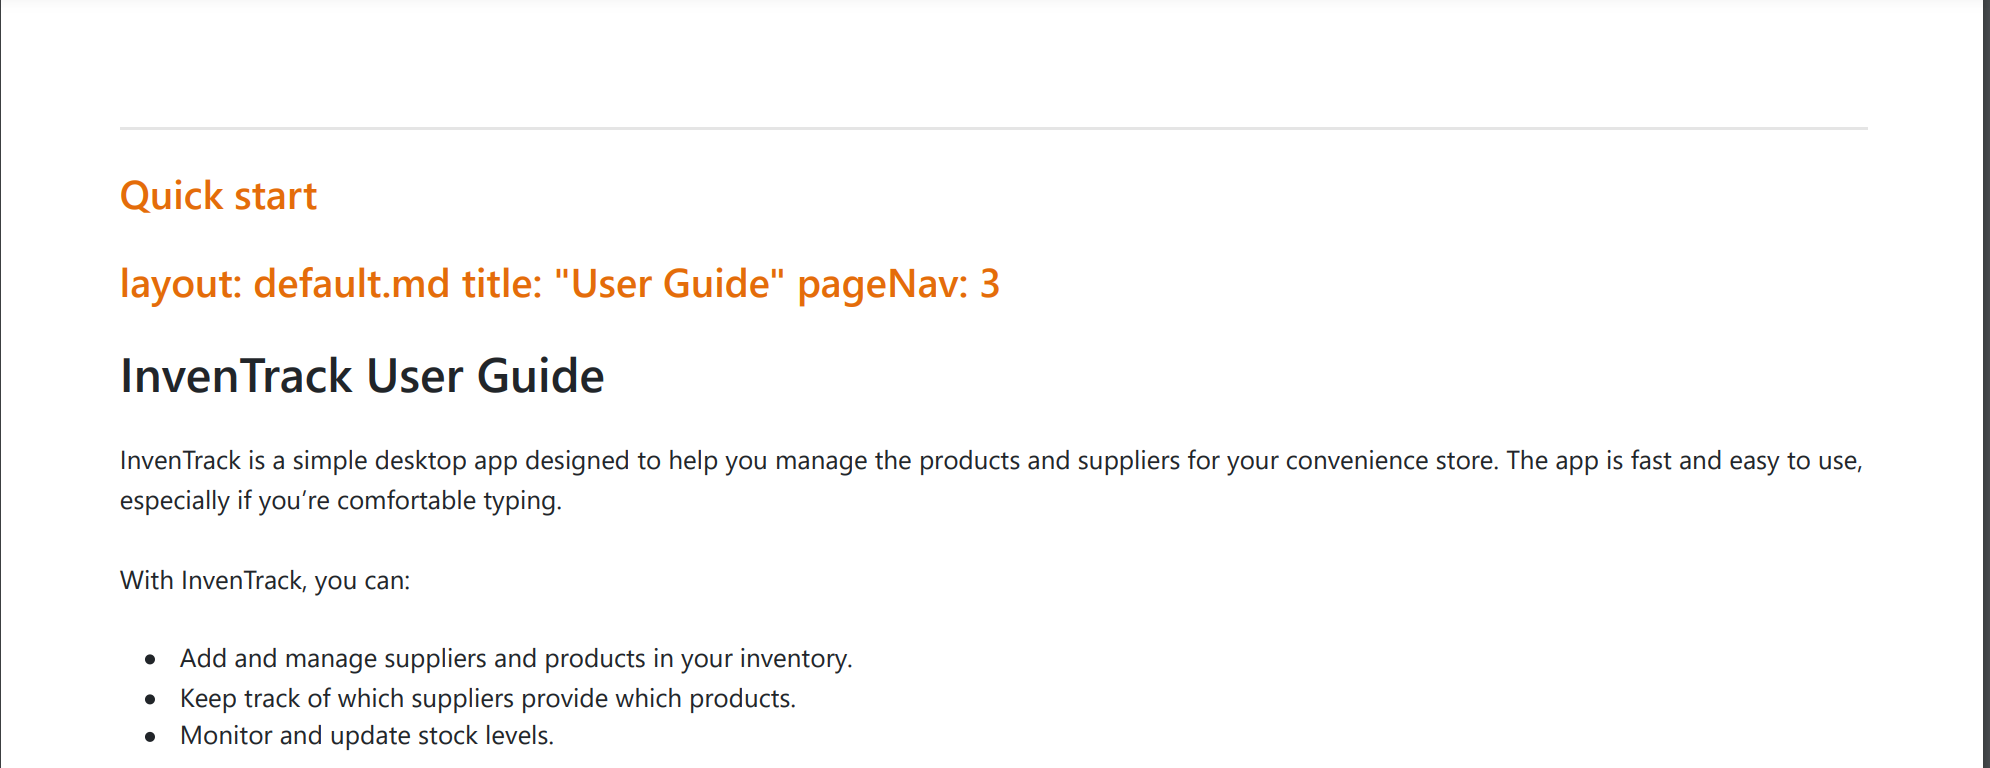 Quick start
layout: default.md title: "User Guide" pageNav: 3
InvenTrack User Guide
InvenTrack is a simple desktop app designed to help you manage the products and suppliers for your convenience store. The app is fast and easy to use,
especially if you’re comfortable typing.
With InvenTrack, you can:
• Add and manage suppliers and products in your inventory.
• Keep track of which suppliers provide which products.
• Monitor and update stock levels.